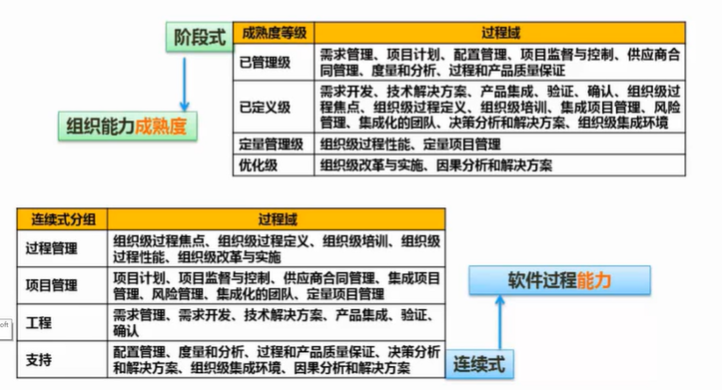 阶段式
组织能力成熟度
成熟度等级 过程域
已管理级 需求管理、项目计划、配置管理、项目监督与控制、供应商合
同管理、度量和分析、过程和产品质量保证
已定义级 需求开发、技术解决方案、产品集成、验证、确认、组织级过
程焦点、组织级过程定义、组织级培训、集成项目管理、风险
管理、集成化的团队、决策分析和解决方案、组织级集成环境
定量管理级 组织级过程性能、定量项目管理
优化级 组织级改革与实施、因果分析和解决方案
连续式分组 过程域
过程管理 组织级过程焦点、组织级过程定义、组织级培训、组织级
过程性能、组织级改革与实施
项目管理 项目计划、项目监督与控制、供应商合同管理、集成项目
管理、风险管理、集成化的团队、定量项目管理
工程 需求管理、需求开发、技术解决方案、产品集成、验证、
确认
支持 配置管理、度量和分析、过程和产品质量保证、决策分析
和解决方案、组织级集成环境、因果分析和解决方案
软件过程能力
连续式
oft